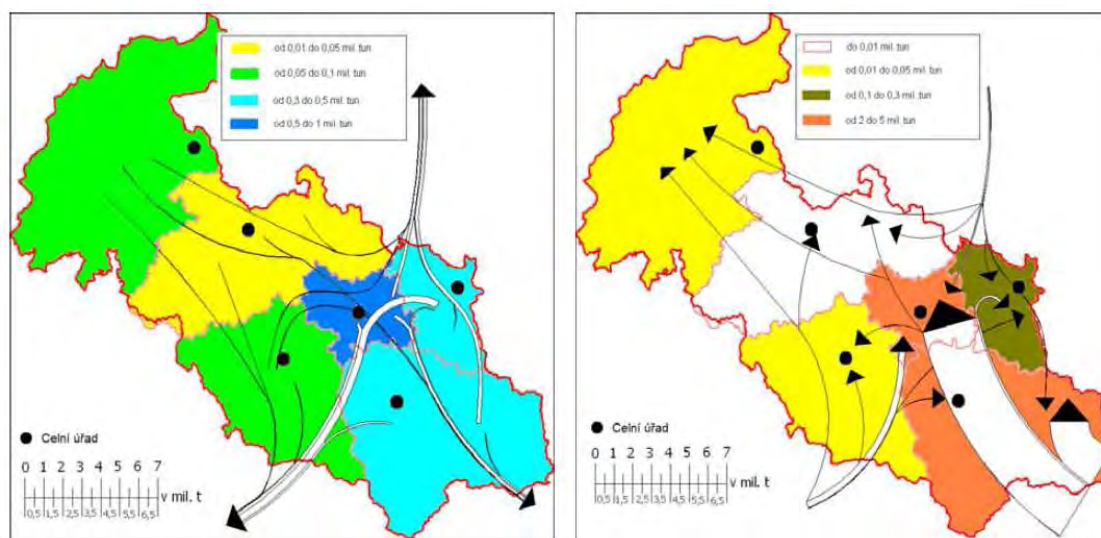 od 0,01 do 0,05 mil. tun
od 0,05 do 0,1 mil. tun
od 0,3 do 0,5 mil. tun
od 0,5 do 1 mil. tun
Celní úřad
0 1 2 3 4 5 6 7
v mil. t
0,5 1,5 2,5 3,5 4,5 5,5 6,5
do 0,01 mil. tun
od 0,01 do 0,05 mil. tun
od 0,1 do 0,3 mil. tun
od 2 do 5 mil. tun
Celní úřad
0 1 2 3 4 5 6 7
v mil. t
0,5 1,5 2,5 3,5 4,5 5,5 6,5